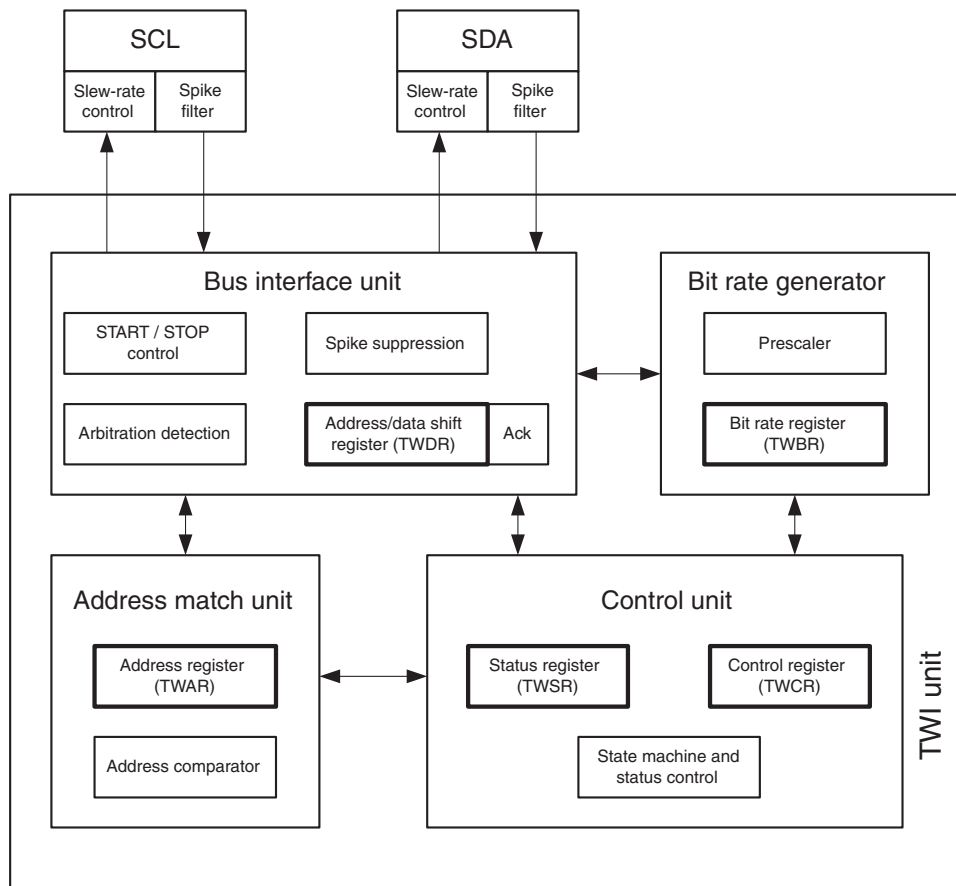 SCL
Slew-rate
control
Spike
filter
SDA
Slew-rate
control
Spike
filter
Bus interface unit
START / STOP
control
Spike suppression
Arbitration detection
Address/data shift
register (TWDR)
Ack
Bit rate generator
Prescaler
Bit rate register
(TWBR)
Address match unit
Address register
(TWAR)
Address comparator
Control unit
Status register
(TWSR)
Control register
(TWCR)
State machine and
status control
TWI unit